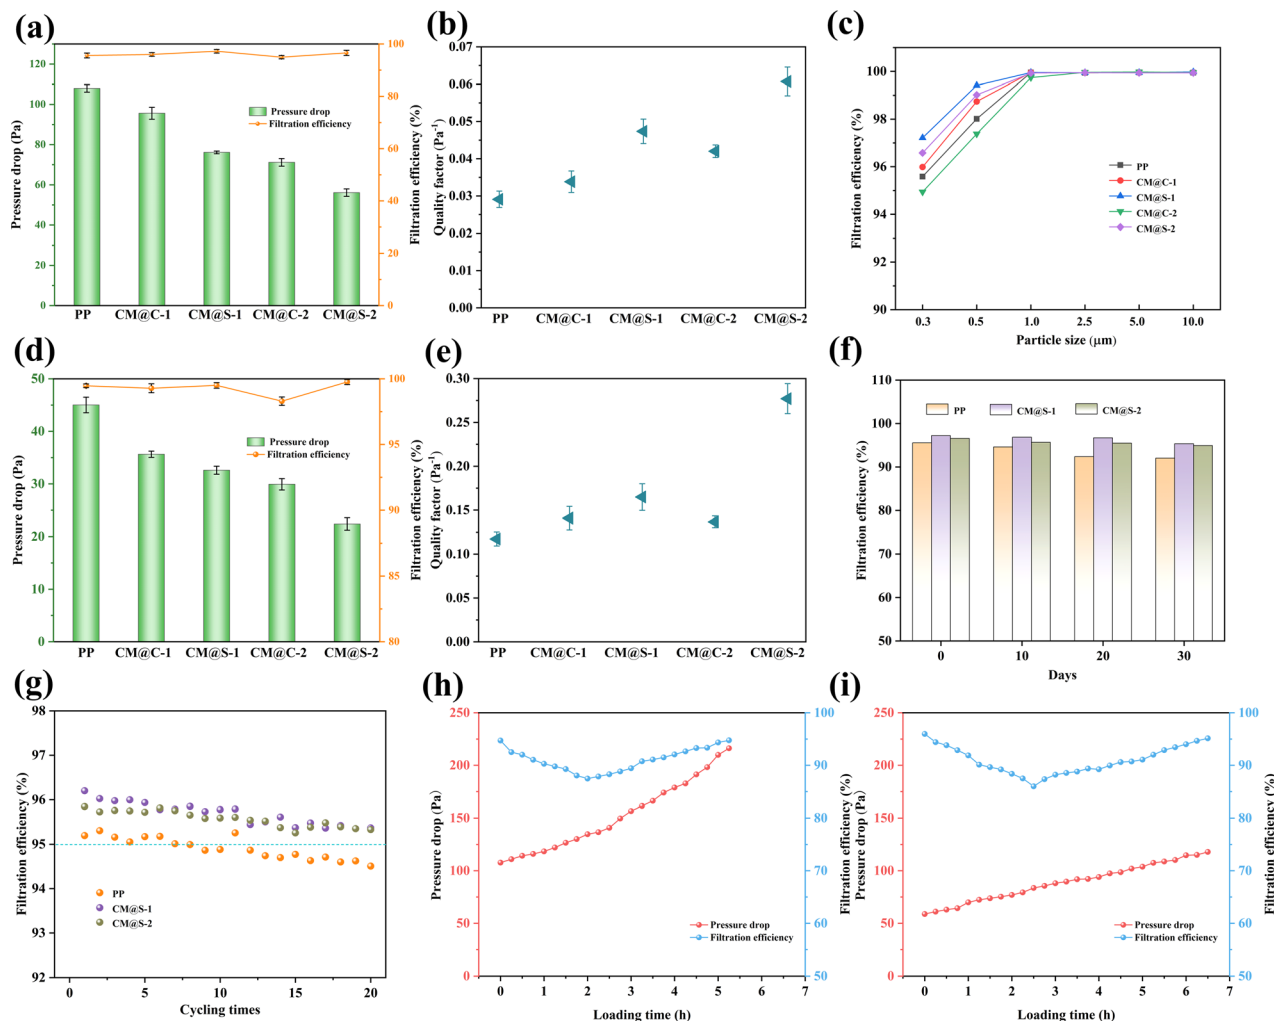 (a)
Pressure drop (Pa)
120
100
80
60
40
20
0
Pressure drop
Filtration efficiency
PP CM@C-1 CM@S-1 CM@C-2 CM@S-2
100
80
60
40
20
0
Filtration efficiency (%)
(b)
Quality factor (Pa-1)
0.07
0.06
0.05
0.04
0.03
0.02
0.01
0.00
PP CM@C-1 CM@S-1 CM@C-2 CM@S-2
(c)
Filtration efficiency (%)
100
98
96
94
92
90
PP
CM@C-1
CM@S-1
CM@C-2
CM@S-2
0.3 0.5 1.0 2.5 5.0 10.0
Particle size (μm)
(d)
Pressure drop (Pa)
50
40
30
20
10
0
Pressure drop
Filtration efficiency
PP CM@C-1 CM@S-1 CM@C-2 CM@S-2
100
95
90
85
80
Filtration efficiency (%)
(e)
Quality factor (Pa-1)
0.30
0.25
0.20
0.15
0.10
0.05
0.00
PP CM@C-1 CM@S-1 CM@C-2 CM@S-2
(f)
Filtration efficiency (%)
110
100
90
80
70
60
50
PP CM@S-1 CM@S-2
0 10 20 30
Days
(g)
Filtration efficiency (%)
98
97
96
95
94
93
92
PP
CM@S-1
CM@S-2
0 5 10 15 20
Cycling times
(h)
Pressure drop (Pa)
250
200
150
100
50
0
Pressure drop
Filtration efficiency
0 1 2 3 4 5 6 7
Loading time (h)
100
90
80
70
60
50
Filtration efficiency (%)
(i)
Pressure drop (Pa)
250
200
150
100
50
0
Pressure drop
Filtration efficiency
0 1 2 3 4 5 6 7
Loading time (h)
100
90
80
70
60
50
Filtration efficiency (%)